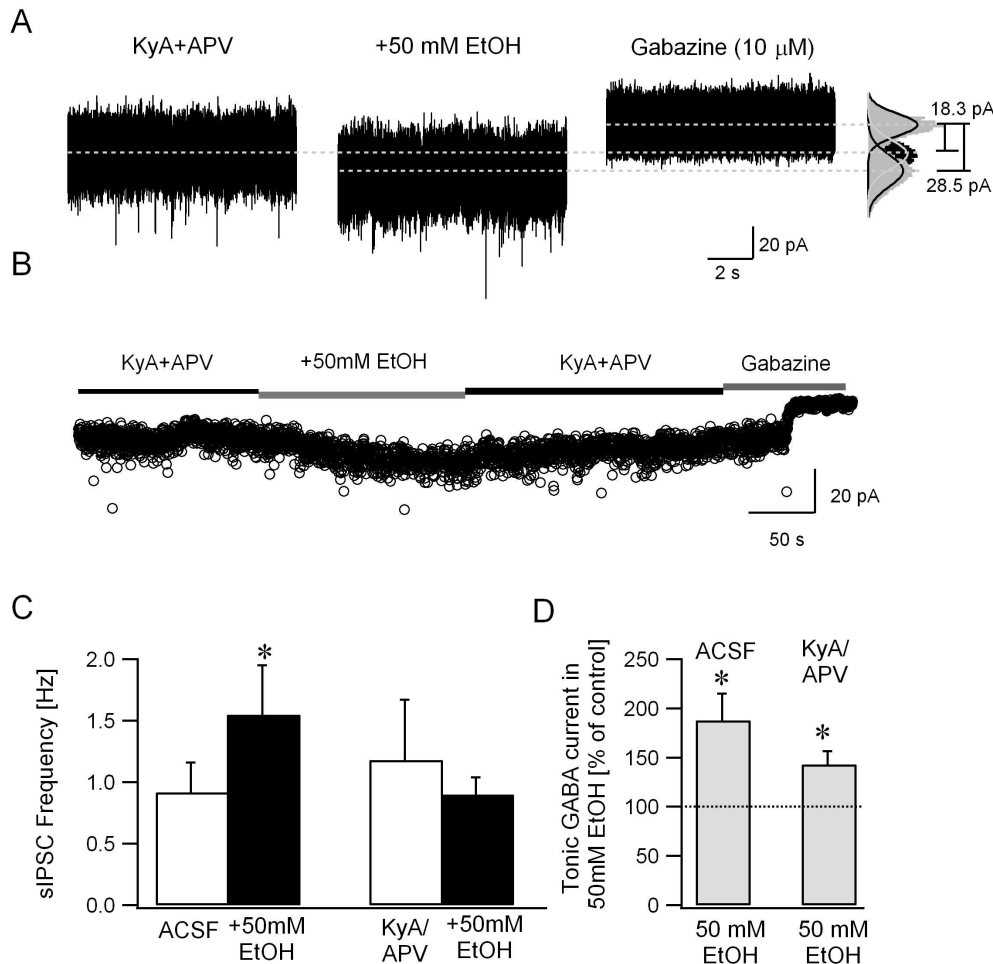 A
KyA+APV
+50 mM EtOH
Gabazine (10 μM)
18.3 pA
28.5 pA
20 pA
2 s
B
KyA+APV
+50mM EtOH
KyA+APV
Gabazine
20 pA
50 s
C
sIPSC Frequency [Hz]
2.0
1.5
1.0
0.5
0.0
*
ACSF
+50mM
EtOH
KyA/
APV
+50mM
EtOH
D
Tonic GABA current in
50mM EtOH [% of control]
250
200
150
100
50
0
ACSF
*
KyA/
APV
*
50 mM
EtOH
50 mM
EtOH